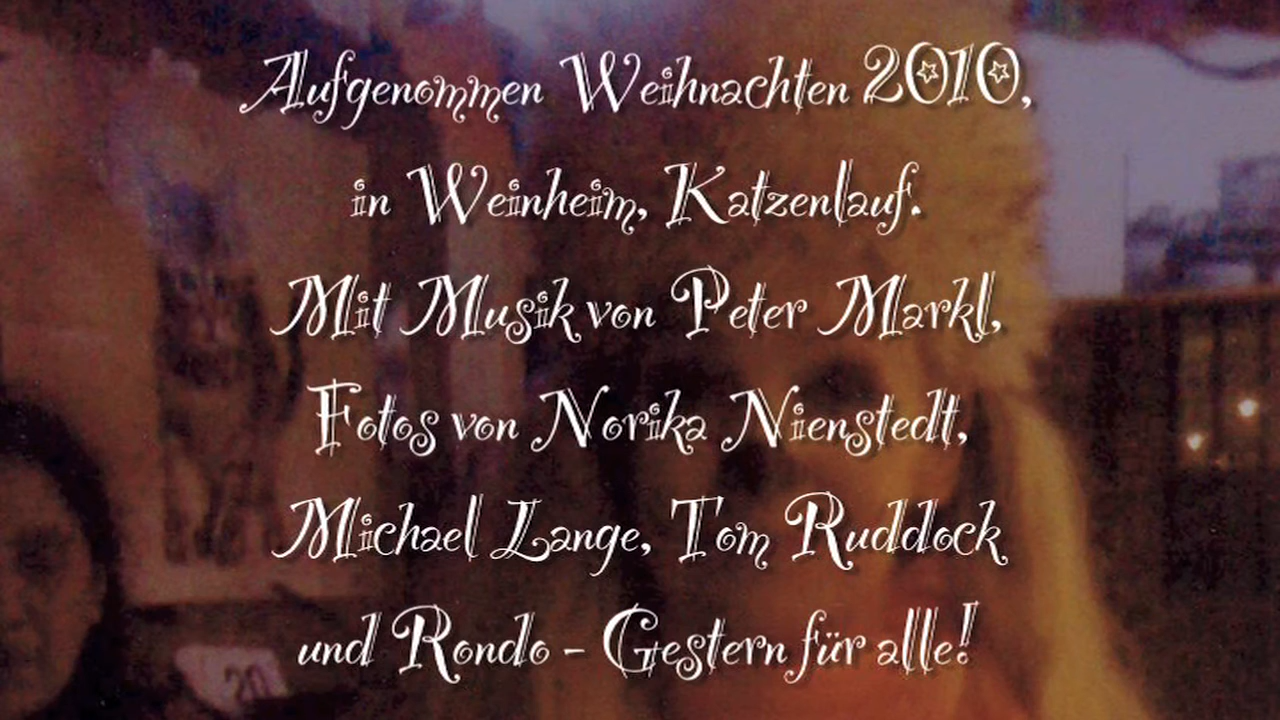 Aufgenommen Weihnachten 2010,
in Weinheim, Katzenlauf.
Mit Musik von Peter Markl,
Fotos von Norika Nienstedt,
Michael Lange, Tom Ruddock
und Rondo - Gestern für alle!
20